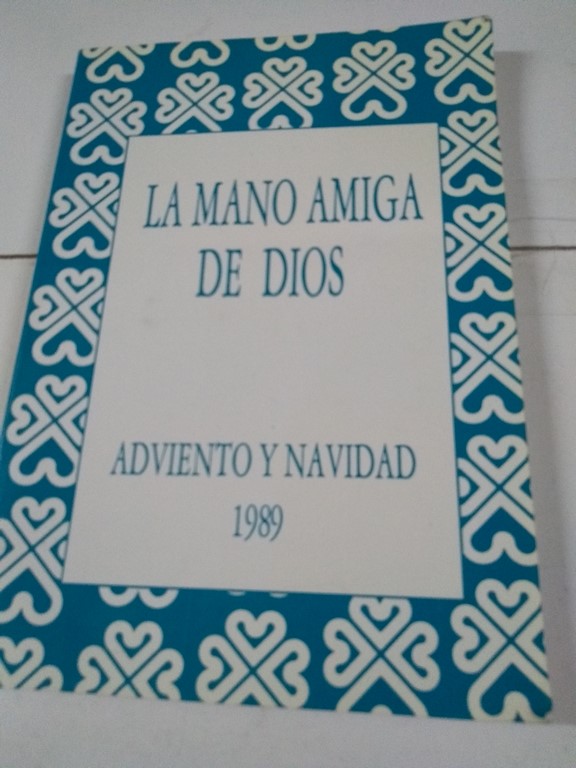 LA MANO AMIGA
DE DIOS
ADVIENTO Y NAVIDAD
1989